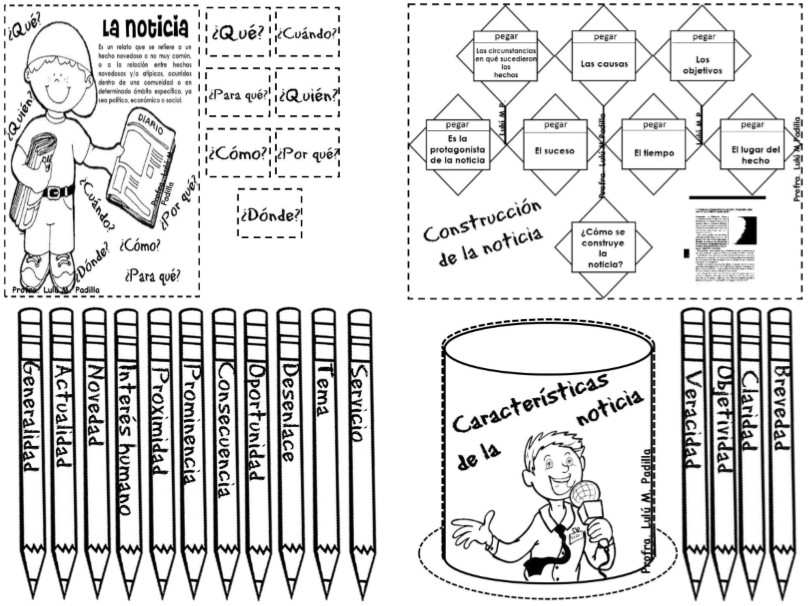 ¿Qué?
La noticia
Es un relato que se refiere a un
hecho novedoso o no muy común,
o a la relación entre hechos
novedosos y/o atípicos, ocurridos
dentro de una comunidad o en
determinado ámbito específico, ya
sea político, económico o social.
¿Quién?
DIARIO
Profra. Lulú M. Padilla
¿Cuándo?
¿Por qué?
¿Dónde?
¿Cómo?
¿Para qué?
Profra. Lulú M. Padilla
¿Qué?
¿Cuándo?
¿Para qué?
¿Quién?
¿Cómo?
¿Por qué?
¿Dónde?
pegar
Las circunstancias
en qué sucedieron
los
hechos
pegar
Las causas
pegar
Los
objetivos
pegar
Es la
protagonista
de la noticia
pegar
El suceso
pegar
El tiempo
pegar
El lugar del
hecho
Lulú M. P
Profra. Lulú M. Padilla
Lulú M. P
Profra. Lulú M. Padilla
Construcción
de la noticia
¿Cómo se
construye
la
noticia?
Generalidad
Actualidad
Novedad
Interés humano
Proximidad
Prominencia
Consecuencia
Oportunidad
Desenlace
Tema
Servicio
Características
de la noticia
Profra. Lulú M. Padilla
Veracidad
Objetividad
Claridad
Brevedad